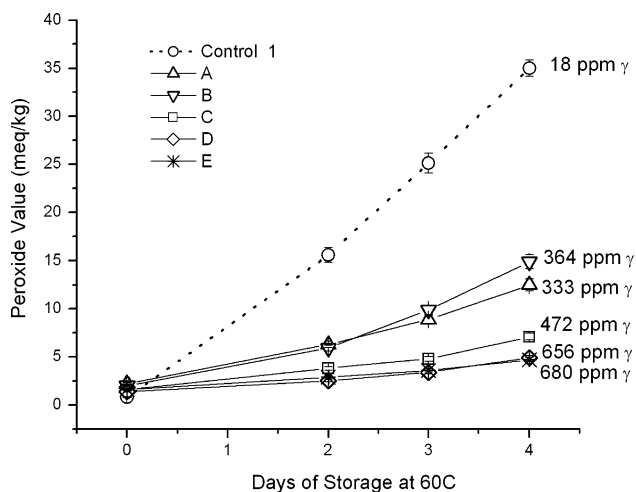 40
35
30
25
20
15
10
5
0
Peroxide Value (meq/kg)
Control 1
A
B
C
D
E
18 ppm γ
364 ppm γ
333 ppm γ
472 ppm γ
656 ppm γ
680 ppm γ
0 1 2 3 4
Days of Storage at 60C